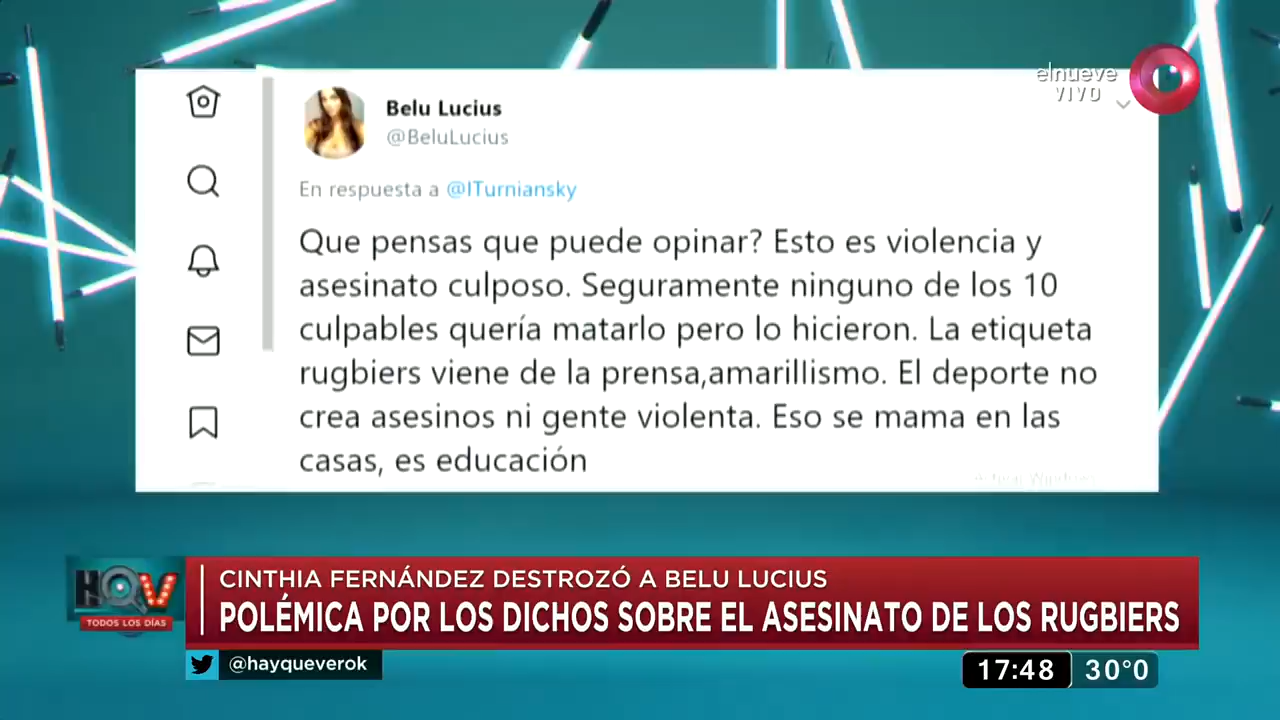 elnueve
VIVO
Belu Lucius
@BeluLucius
En respuesta a @ITurniansky
Que pensas que puede opinar? Esto es violencia y
asesinato culposo. Seguramente ninguno de los 10
culpables quería matarlo pero lo hicieron. La etiqueta
rugbiers viene de la prensa,amarillismo. El deporte no
crea asesinos ni gente violenta. Eso se mama en las
casas, es educación
HQV
TODOS LOS DÍAS
CINTHIA FERNÁNDEZ DESTROZÓ A BELU LUCIUS
POLÉMICA POR LOS DICHOS SOBRE EL ASESINATO DE LOS RUGBIERS
@hayqueverok
17:48 30°0